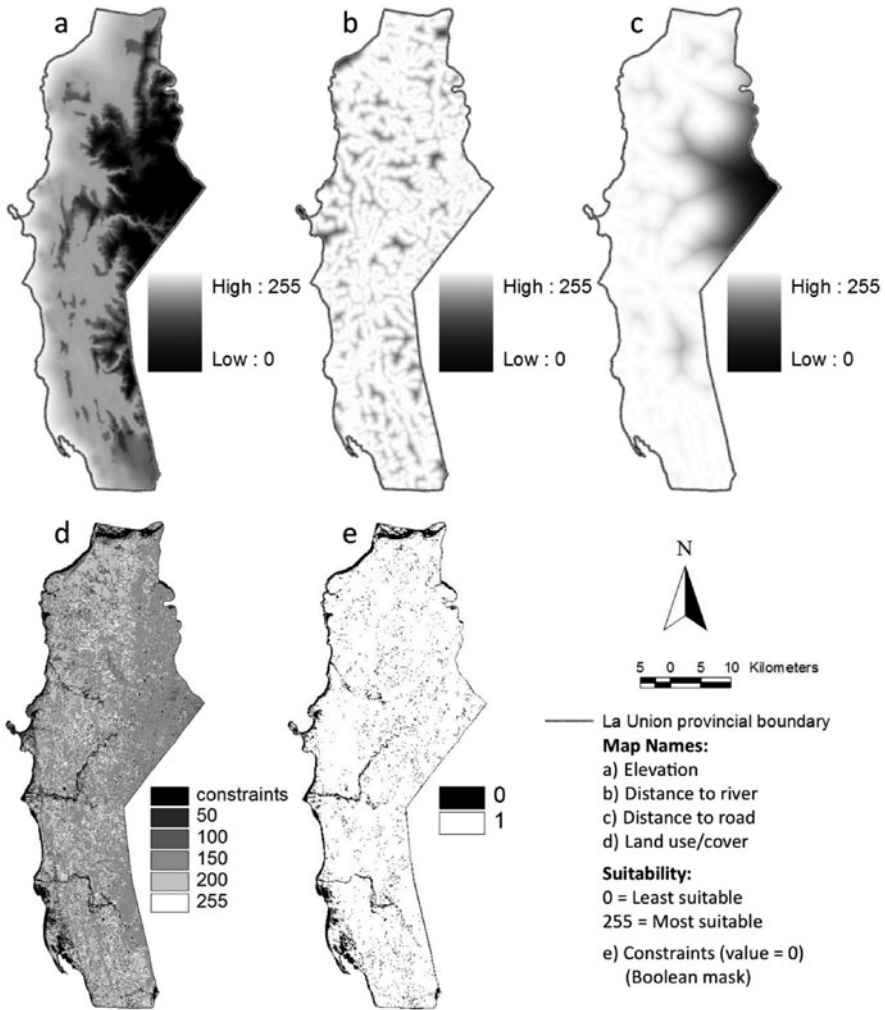 a
b
c
High : 255
Low : 0
High : 255
Low : 0
High : 255
Low : 0
d
e
constraints
50
100
150
200
255
0
1
N
5 0 5 10 Kilometers
La Union provincial boundary
Map Names:
a) Elevation
b) Distance to river
c) Distance to road
d) Land use/cover
Suitability:
0 = Least suitable
255 = Most suitable
e) Constraints (value = 0)
(Boolean mask)